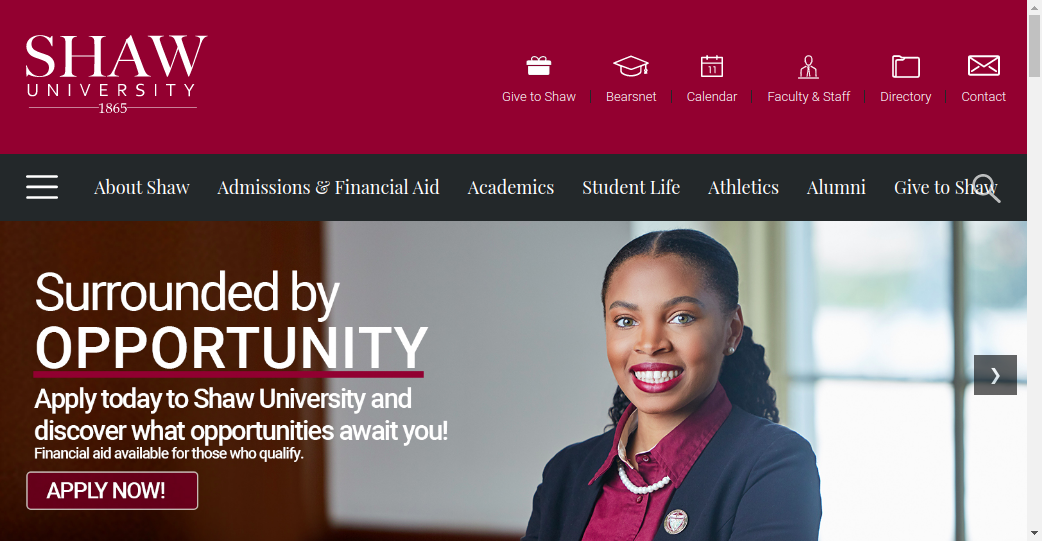 SHAW
UNIVERSITY
1865
Give to Shaw
Bearsnet
11
Calendar
Faculty & Staff
Directory
Contact
About Shaw
Admissions & Financial Aid
Academics
Student Life
Athletics
Alumni
Give to Shaw
Surrounded by
OPPORTUNITY
Apply today to Shaw University and
discover what opportunities await you!
Financial aid available for those who qualify.
APPLY NOW!